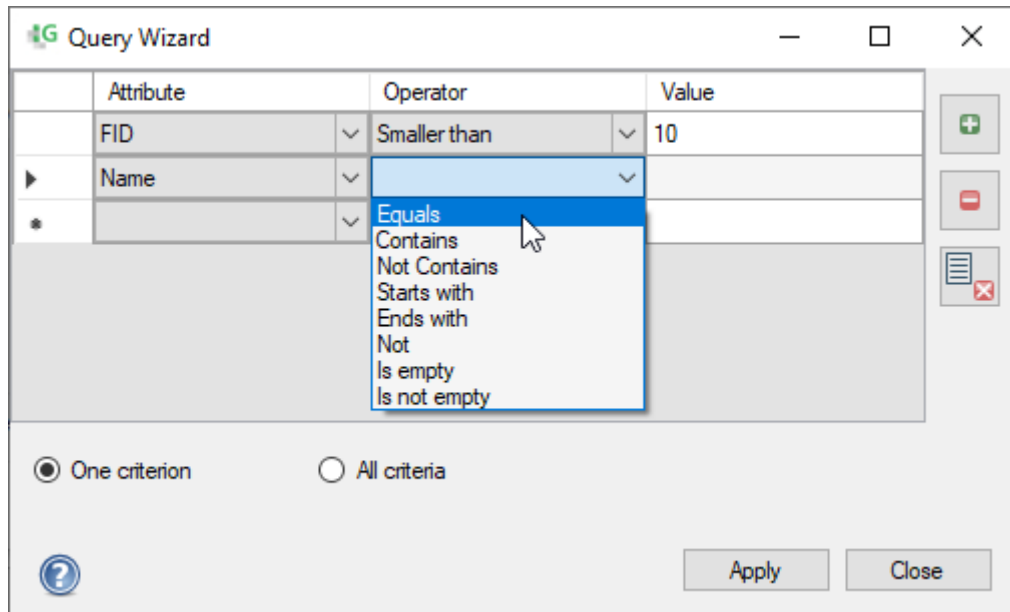 Query Wizard
Attribute Operator Value
FID Smaller than 10
Name
Equals
Contains
Not Contains
Starts with
Ends with
Not
Is empty
Is not empty
One criterion All criteria
Apply Close